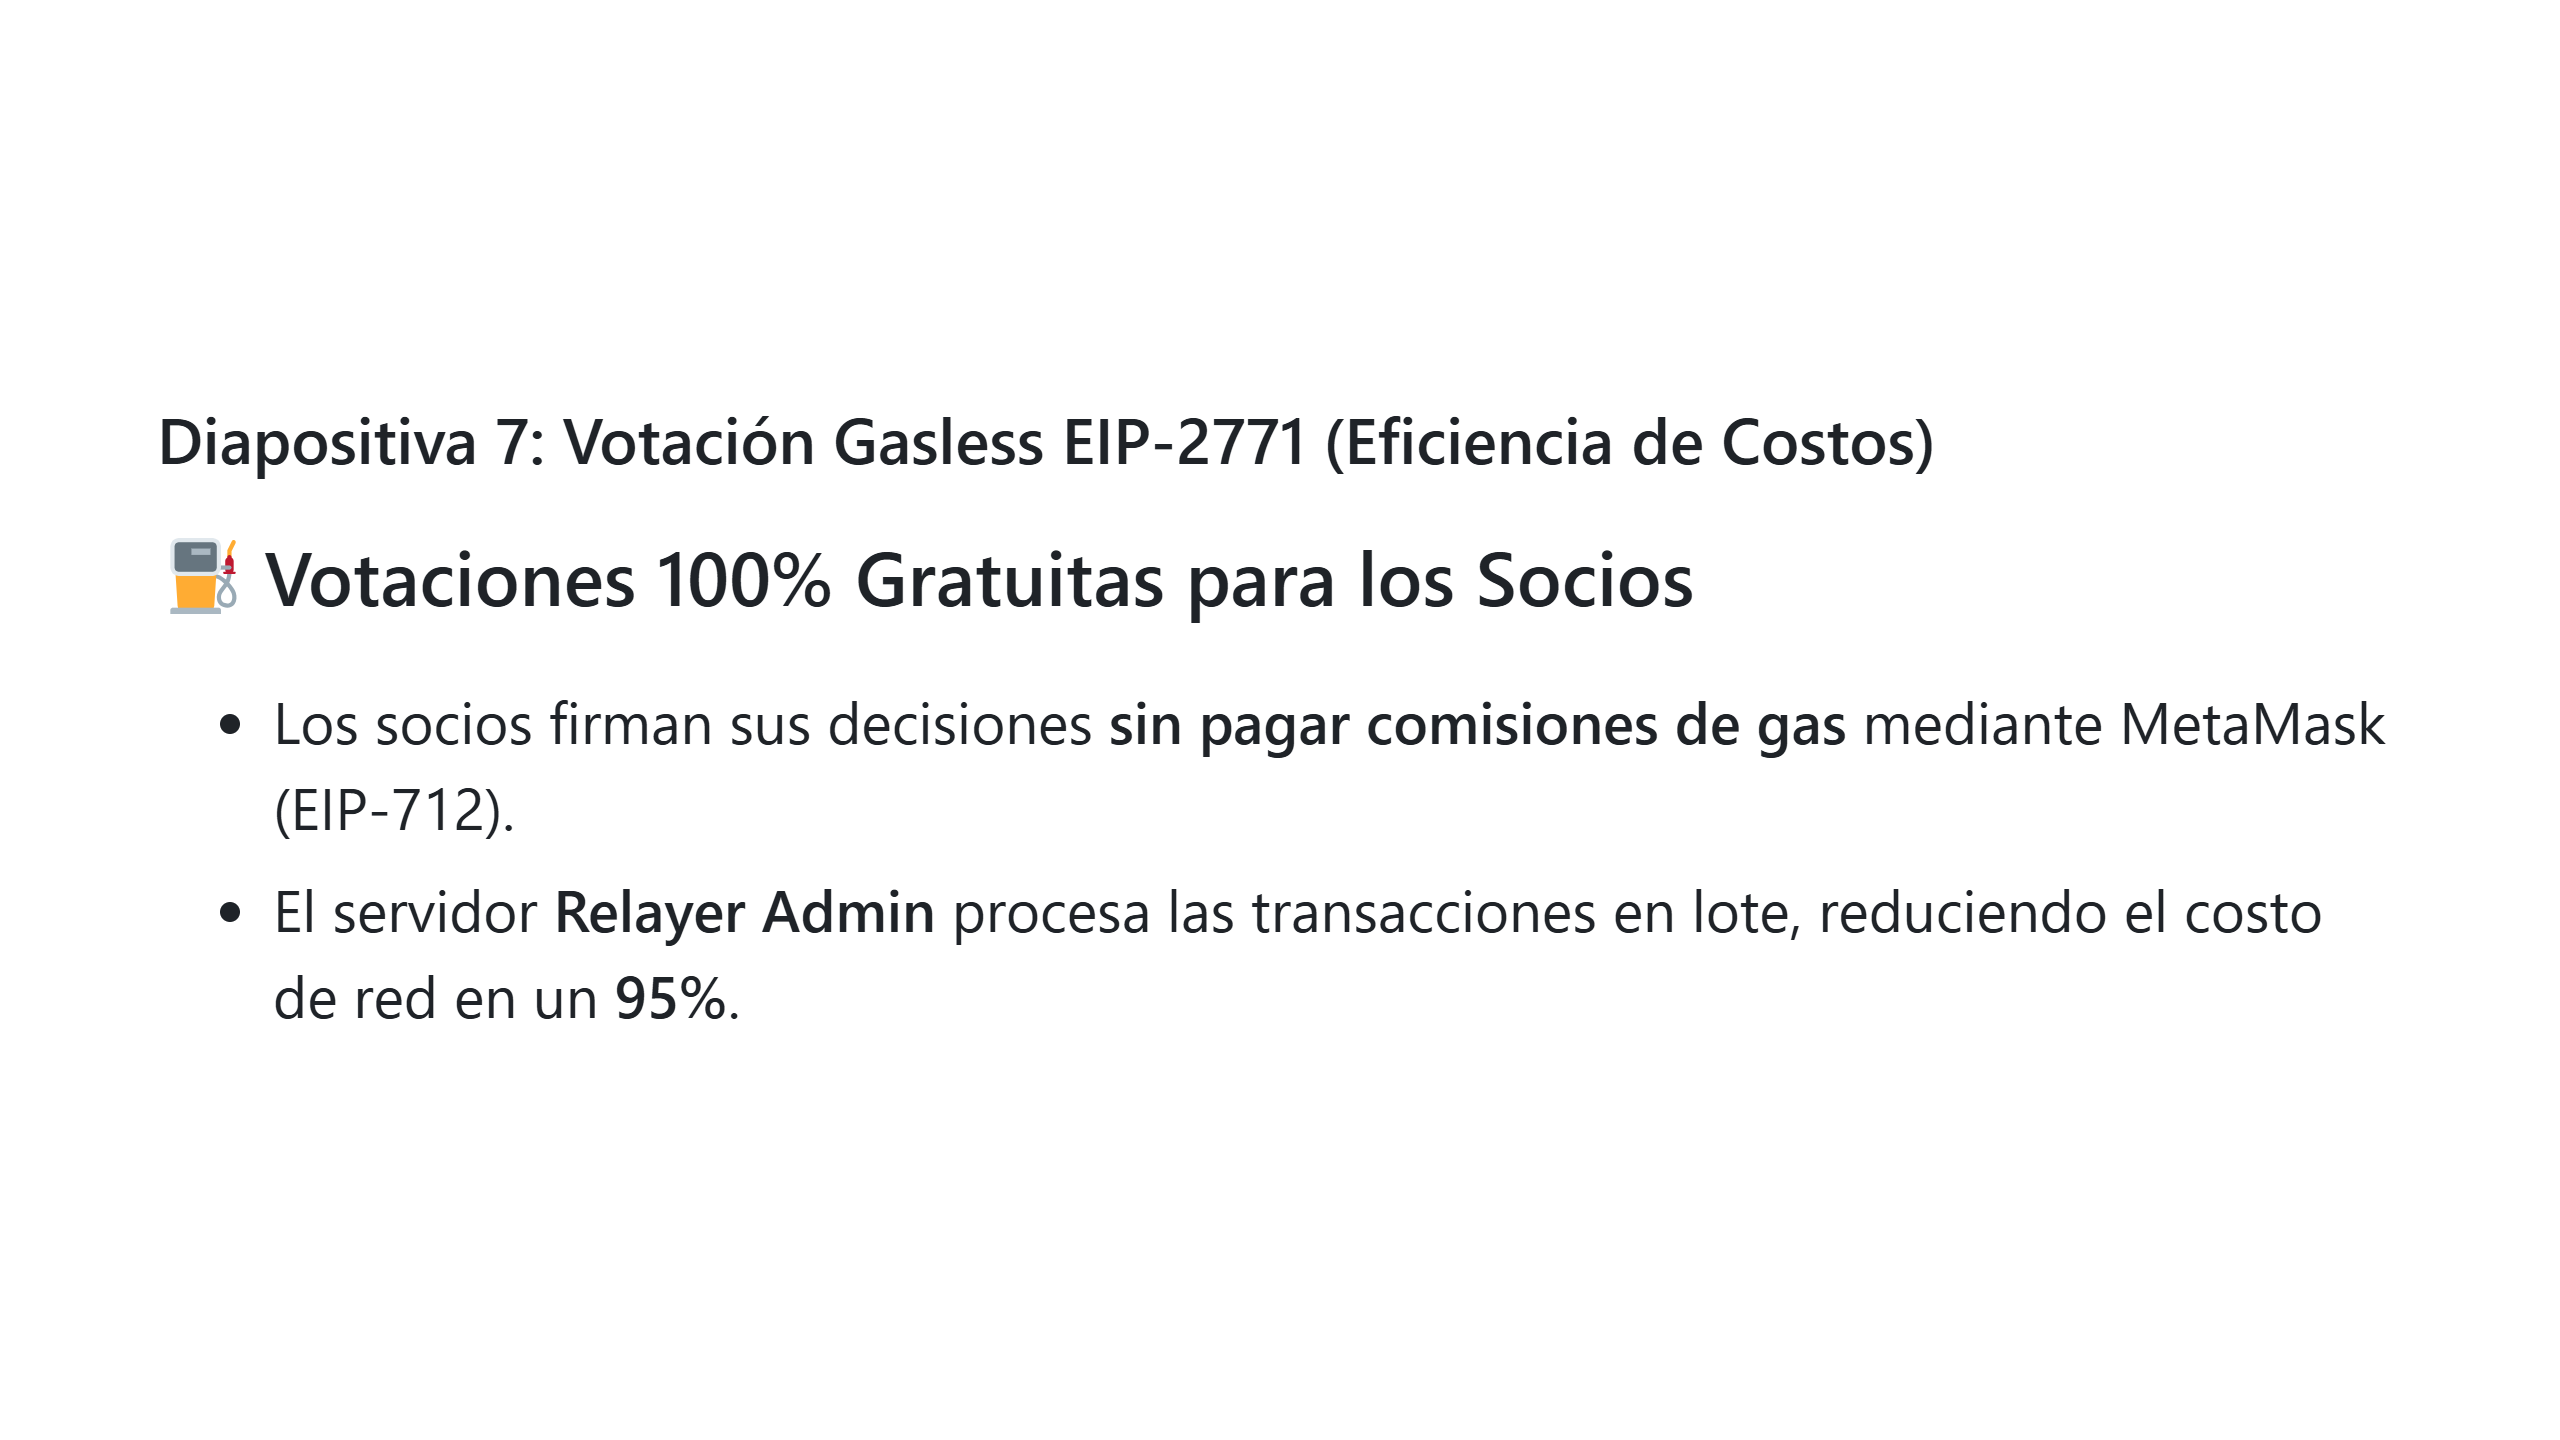 Diapositiva 7: Votación Gasless EIP-2771 (Eficiencia de Costos)
⛽ Votaciones 100% Gratuitas para los Socios
• Los socios firman sus decisiones sin pagar comisiones de gas mediante MetaMask
(EIP-712).
• El servidor Relayer Admin procesa las transacciones en lote, reduciendo el costo
de red en un 95%.